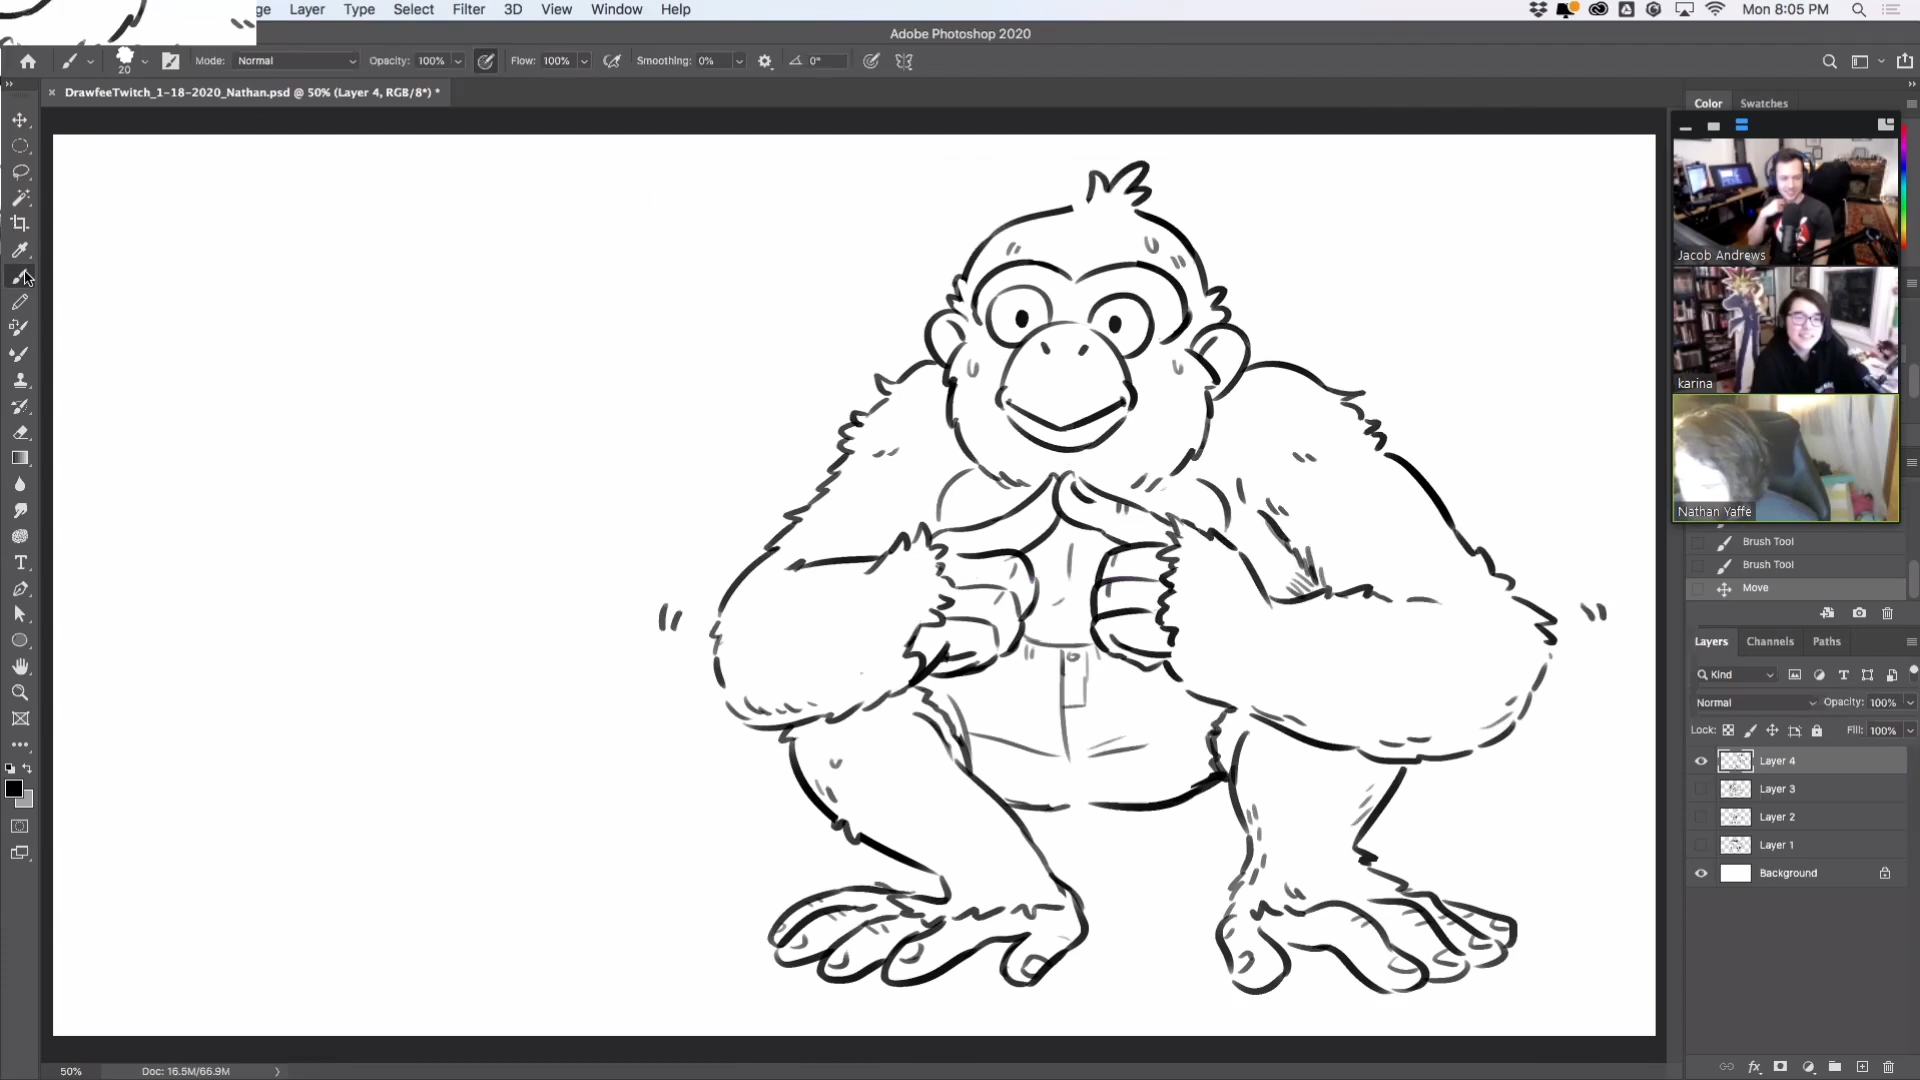 ge Layer Type Select Filter 3D View Window Help
Mon 8:05 PM
Adobe Photoshop 2020
20 Mode: Normal Opacity: 100% Flow: 100% Smoothing: 0% 0°
× DrawfeeTwitch_1-18-2020_Nathan.psd @ 50% (Layer 4, RGB/8*) *
Color Swatches
Jacob Andrews
karina
Nathan Yaffe
Brush Tool
Brush Tool
Move
Layers Channels Paths
Kind
Normal Opacity: 100%
Lock: Fill: 100%
Layer 4
Layer 3
Layer 2
Layer 1
Background
50% Doc: 16.5M/66.9M
fx